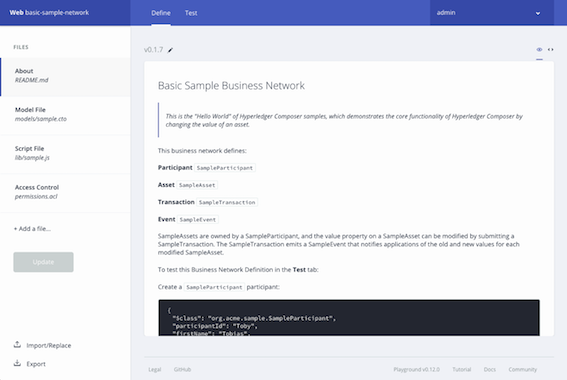 Web basic-sample-network
Define
Test
admin
FILES
About
README.md
Model File
models/sample.cto
Script File
lib/sample.js
Access Control
permissions.acl
+ Add a file...
Update
Import/Replace
Export
v0.1.7
Basic Sample Business Network
This is the "Hello World" of Hyperledger Composer samples, which demonstrates the core functionality of Hyperledger Composer by
changing the value of an asset.
This business network defines:
Participant SampleParticipant
Asset SampleAsset
Transaction SampleTransaction
Event SampleEvent
SampleAssets are owned by a SampleParticipant, and the value property on a SampleAsset can be modified by submitting a
SampleTransaction. The SampleTransaction emits a SampleEvent that notifies applications of the old and new values for each
modified SampleAsset.
To test this Business Network Definition in the Test tab:
Create a SampleParticipant participant:
{
"$class": "org.acme.sample.SampleParticipant",
"participantId": "Toby",
"firstName": "Tobias",
Legal
GitHub
Playground v0.12.0
Tutorial
Docs
Community